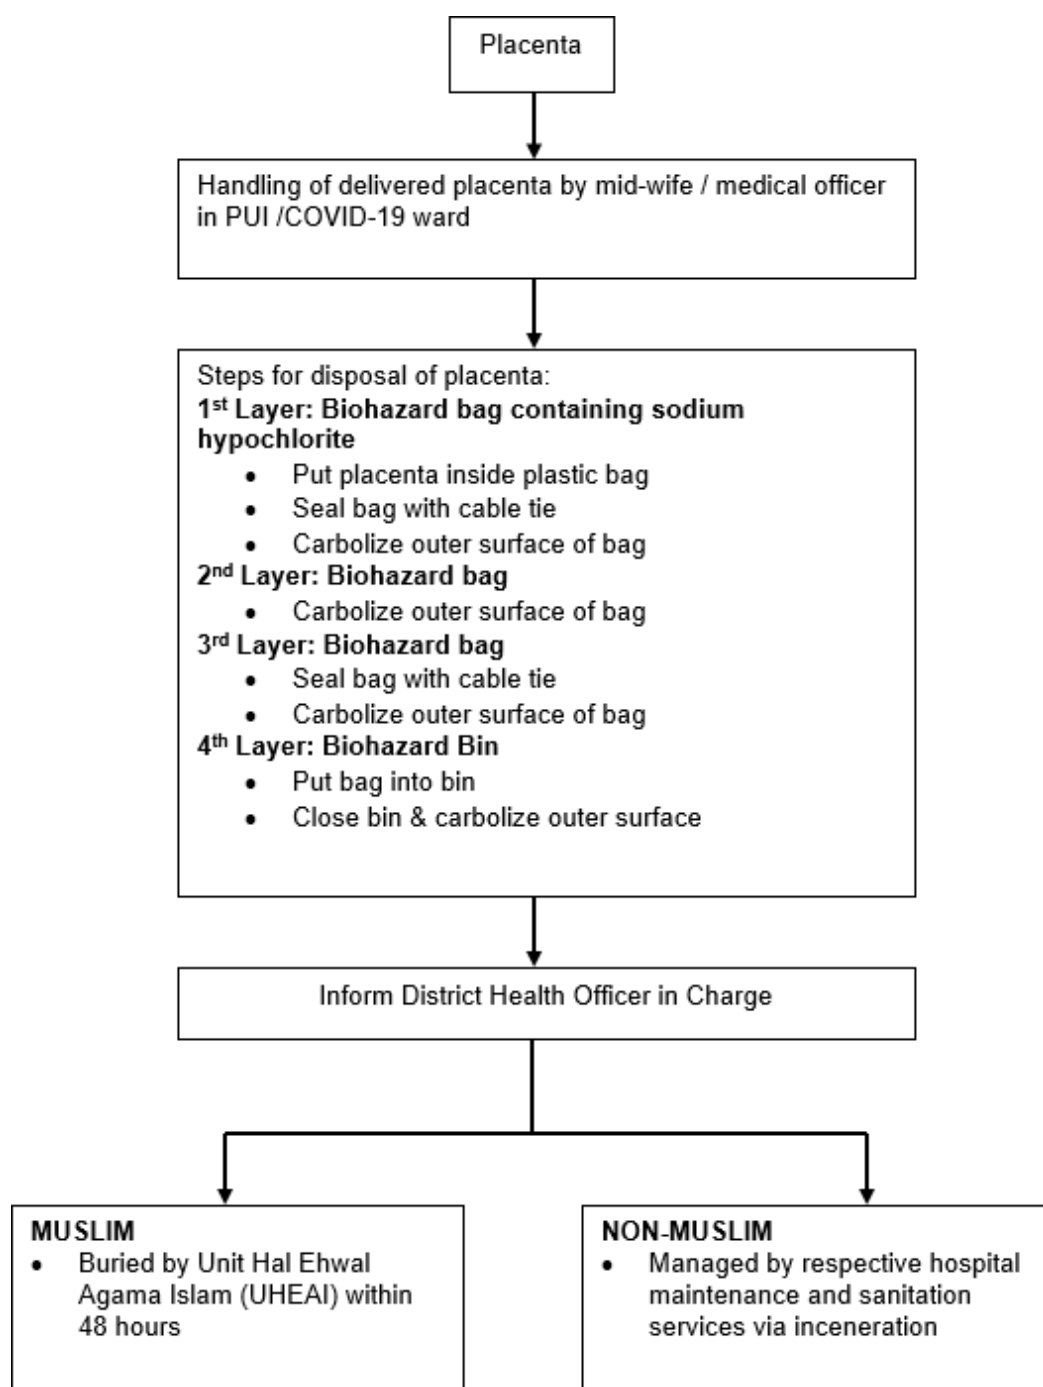 Placenta
Handling of delivered placenta by mid-wife / medical officer
in PUI /COVID-19 ward
Steps for disposal of placenta:
1st Layer: Biohazard bag containing sodium
hypochlorite
• Put placenta inside plastic bag
• Seal bag with cable tie
• Carbolize outer surface of bag
2nd Layer: Biohazard bag
• Carbolize outer surface of bag
3rd Layer: Biohazard bag
• Seal bag with cable tie
• Carbolize outer surface of bag
4th Layer: Biohazard Bin
• Put bag into bin
• Close bin & carbolize outer surface
Inform District Health Officer in Charge
MUSLIM
• Buried by Unit Hal Ehwal
Agama Islam (UHEAI) within
48 hours
NON-MUSLIM
• Managed by respective hospital
maintenance and sanitation
services via inceneration